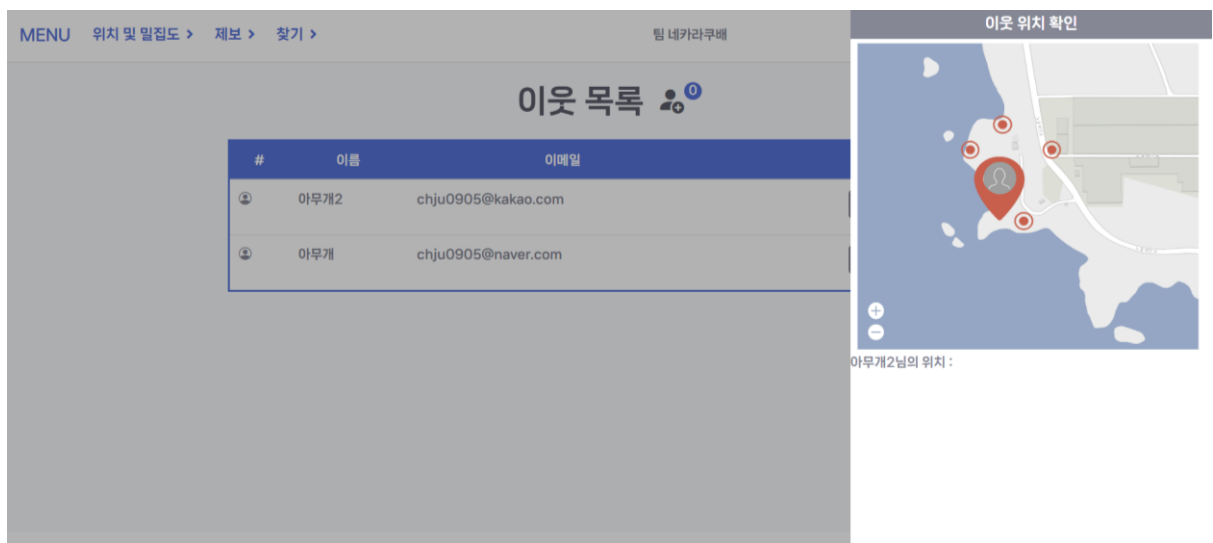 MENU 위치 및 밀집도 > 제보 > 찾기 > 팀 네카라쿠배
이웃 목록 0
# 이름 이메일
아무개2 chju0905@kakao.com
아무개 chju0905@naver.com
이웃 위치 확인
아무개2님의 위치 :